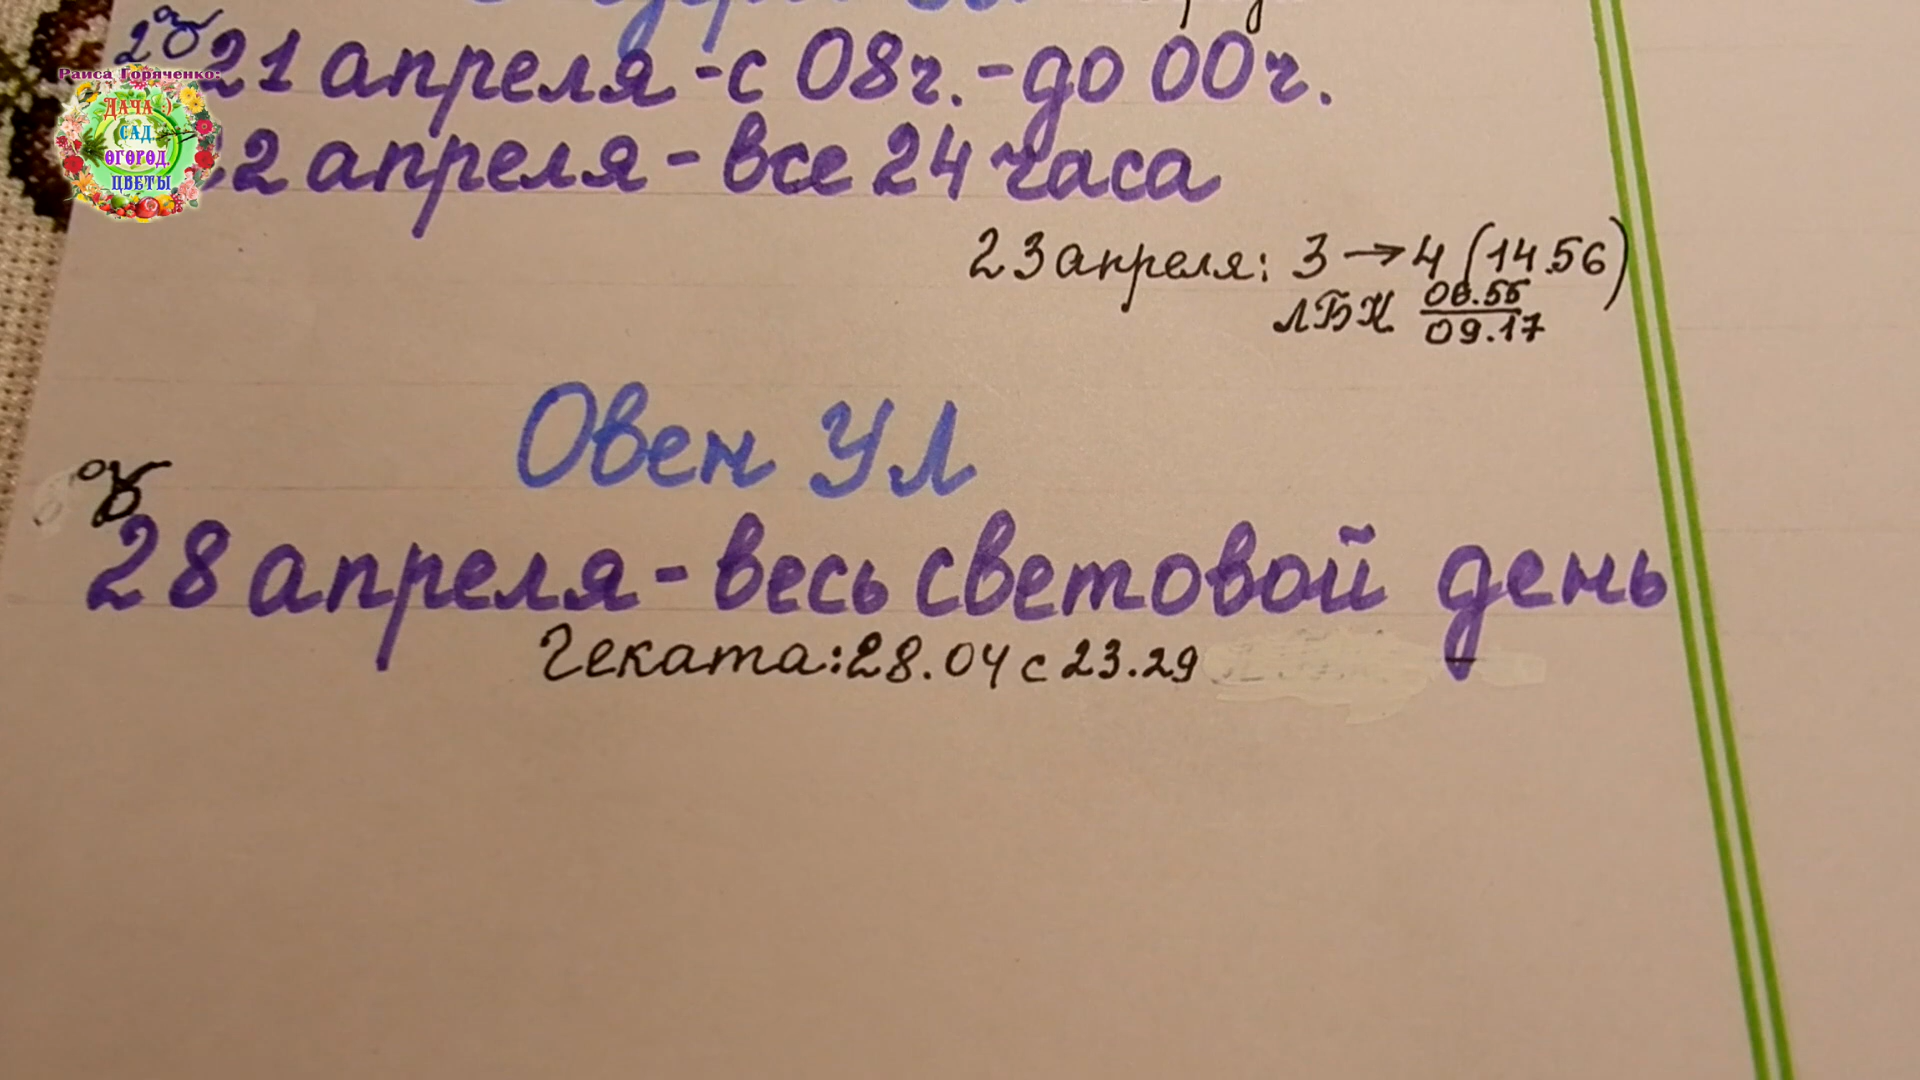 21 апреля - с 08ч. - до 00ч.
Раиса Горяченко:
Дача :)
сад
огород
цветы
22 апреля - все 24 часа
23 апреля: 3 → 4 (14.56)
ЛБК 06.55
09.17
Овен УЛ
28 апреля - весь световой день
Геката: 28.04 с 23.29